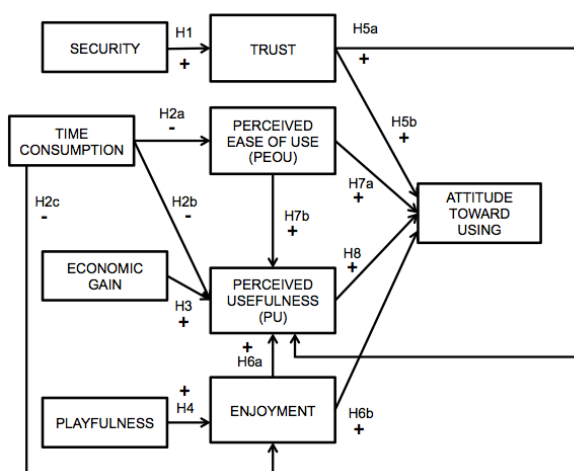 H1
H5a
SECURITY
TRUST
+
+
H2a
-
PERCEIVED
EASE OF USE
(PEOU)
H5b
+
TIME
CONSUMPTION
H7a
+
H2c
-
H2b
-
H7b
+
ATTITUDE
TOWARD
USING
ECONOMIC
GAIN
H3
+
PERCEIVED
USEFULNESS
(PU)
H8
+
+
H6a
+
H4
PLAYFULNESS
ENJOYMENT
H6b
+